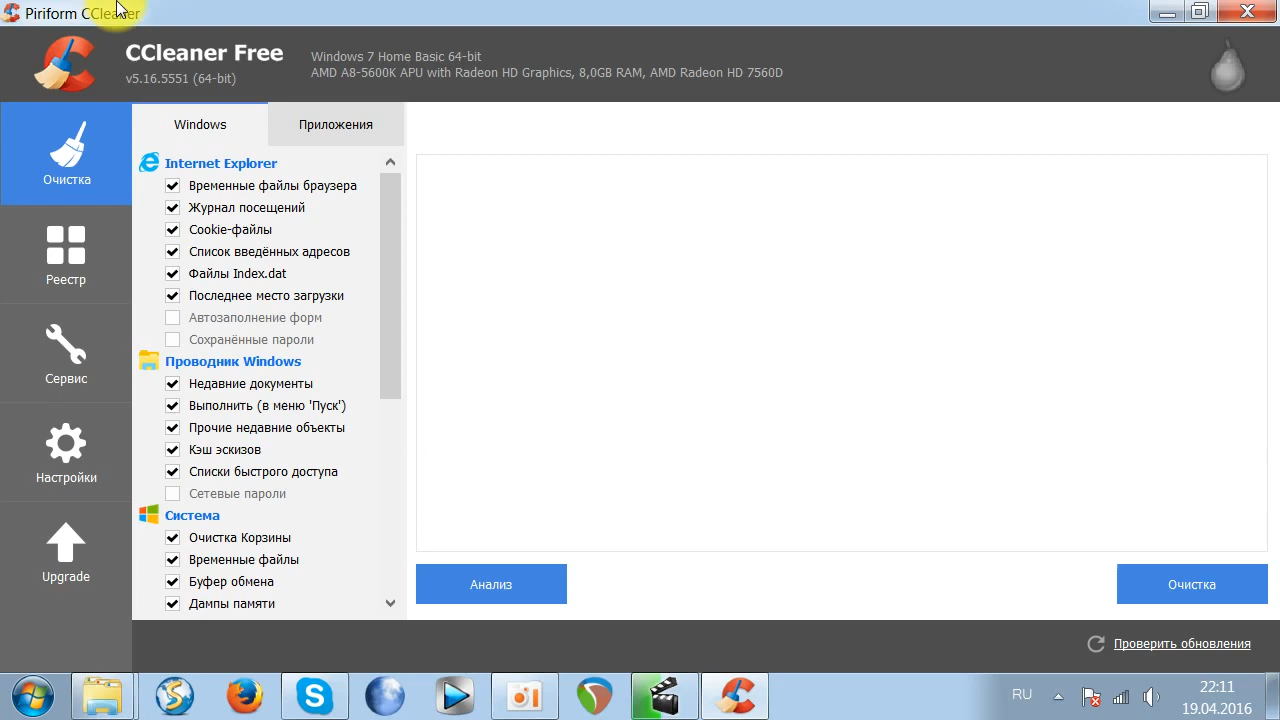 Piriform CCleaner
CCleaner Free
v5.16.5551 (64-bit)
Windows 7 Home Basic 64-bit
AMD A8-5600K APU with Radeon HD Graphics, 8,0GB RAM, AMD Radeon HD 7560D
Очистка
Реестр
Сервис
Настройки
Upgrade
Windows
Приложения
Internet Explorer
Временные файлы браузера
Журнал посещений
Cookie-файлы
Список введённых адресов
Файлы Index.dat
Последнее место загрузки
Автозаполнение форм
Сохранённые пароли
Проводник Windows
Недавние документы
Выполнить (в меню 'Пуск')
Прочие недавние объекты
Кэш эскизов
Списки быстрого доступа
Сетевые пароли
Система
Очистка Корзины
Временные файлы
Буфер обмена
Дампы памяти
Анализ
Очистка
Проверить обновления
RU
22:11
19.04.2016